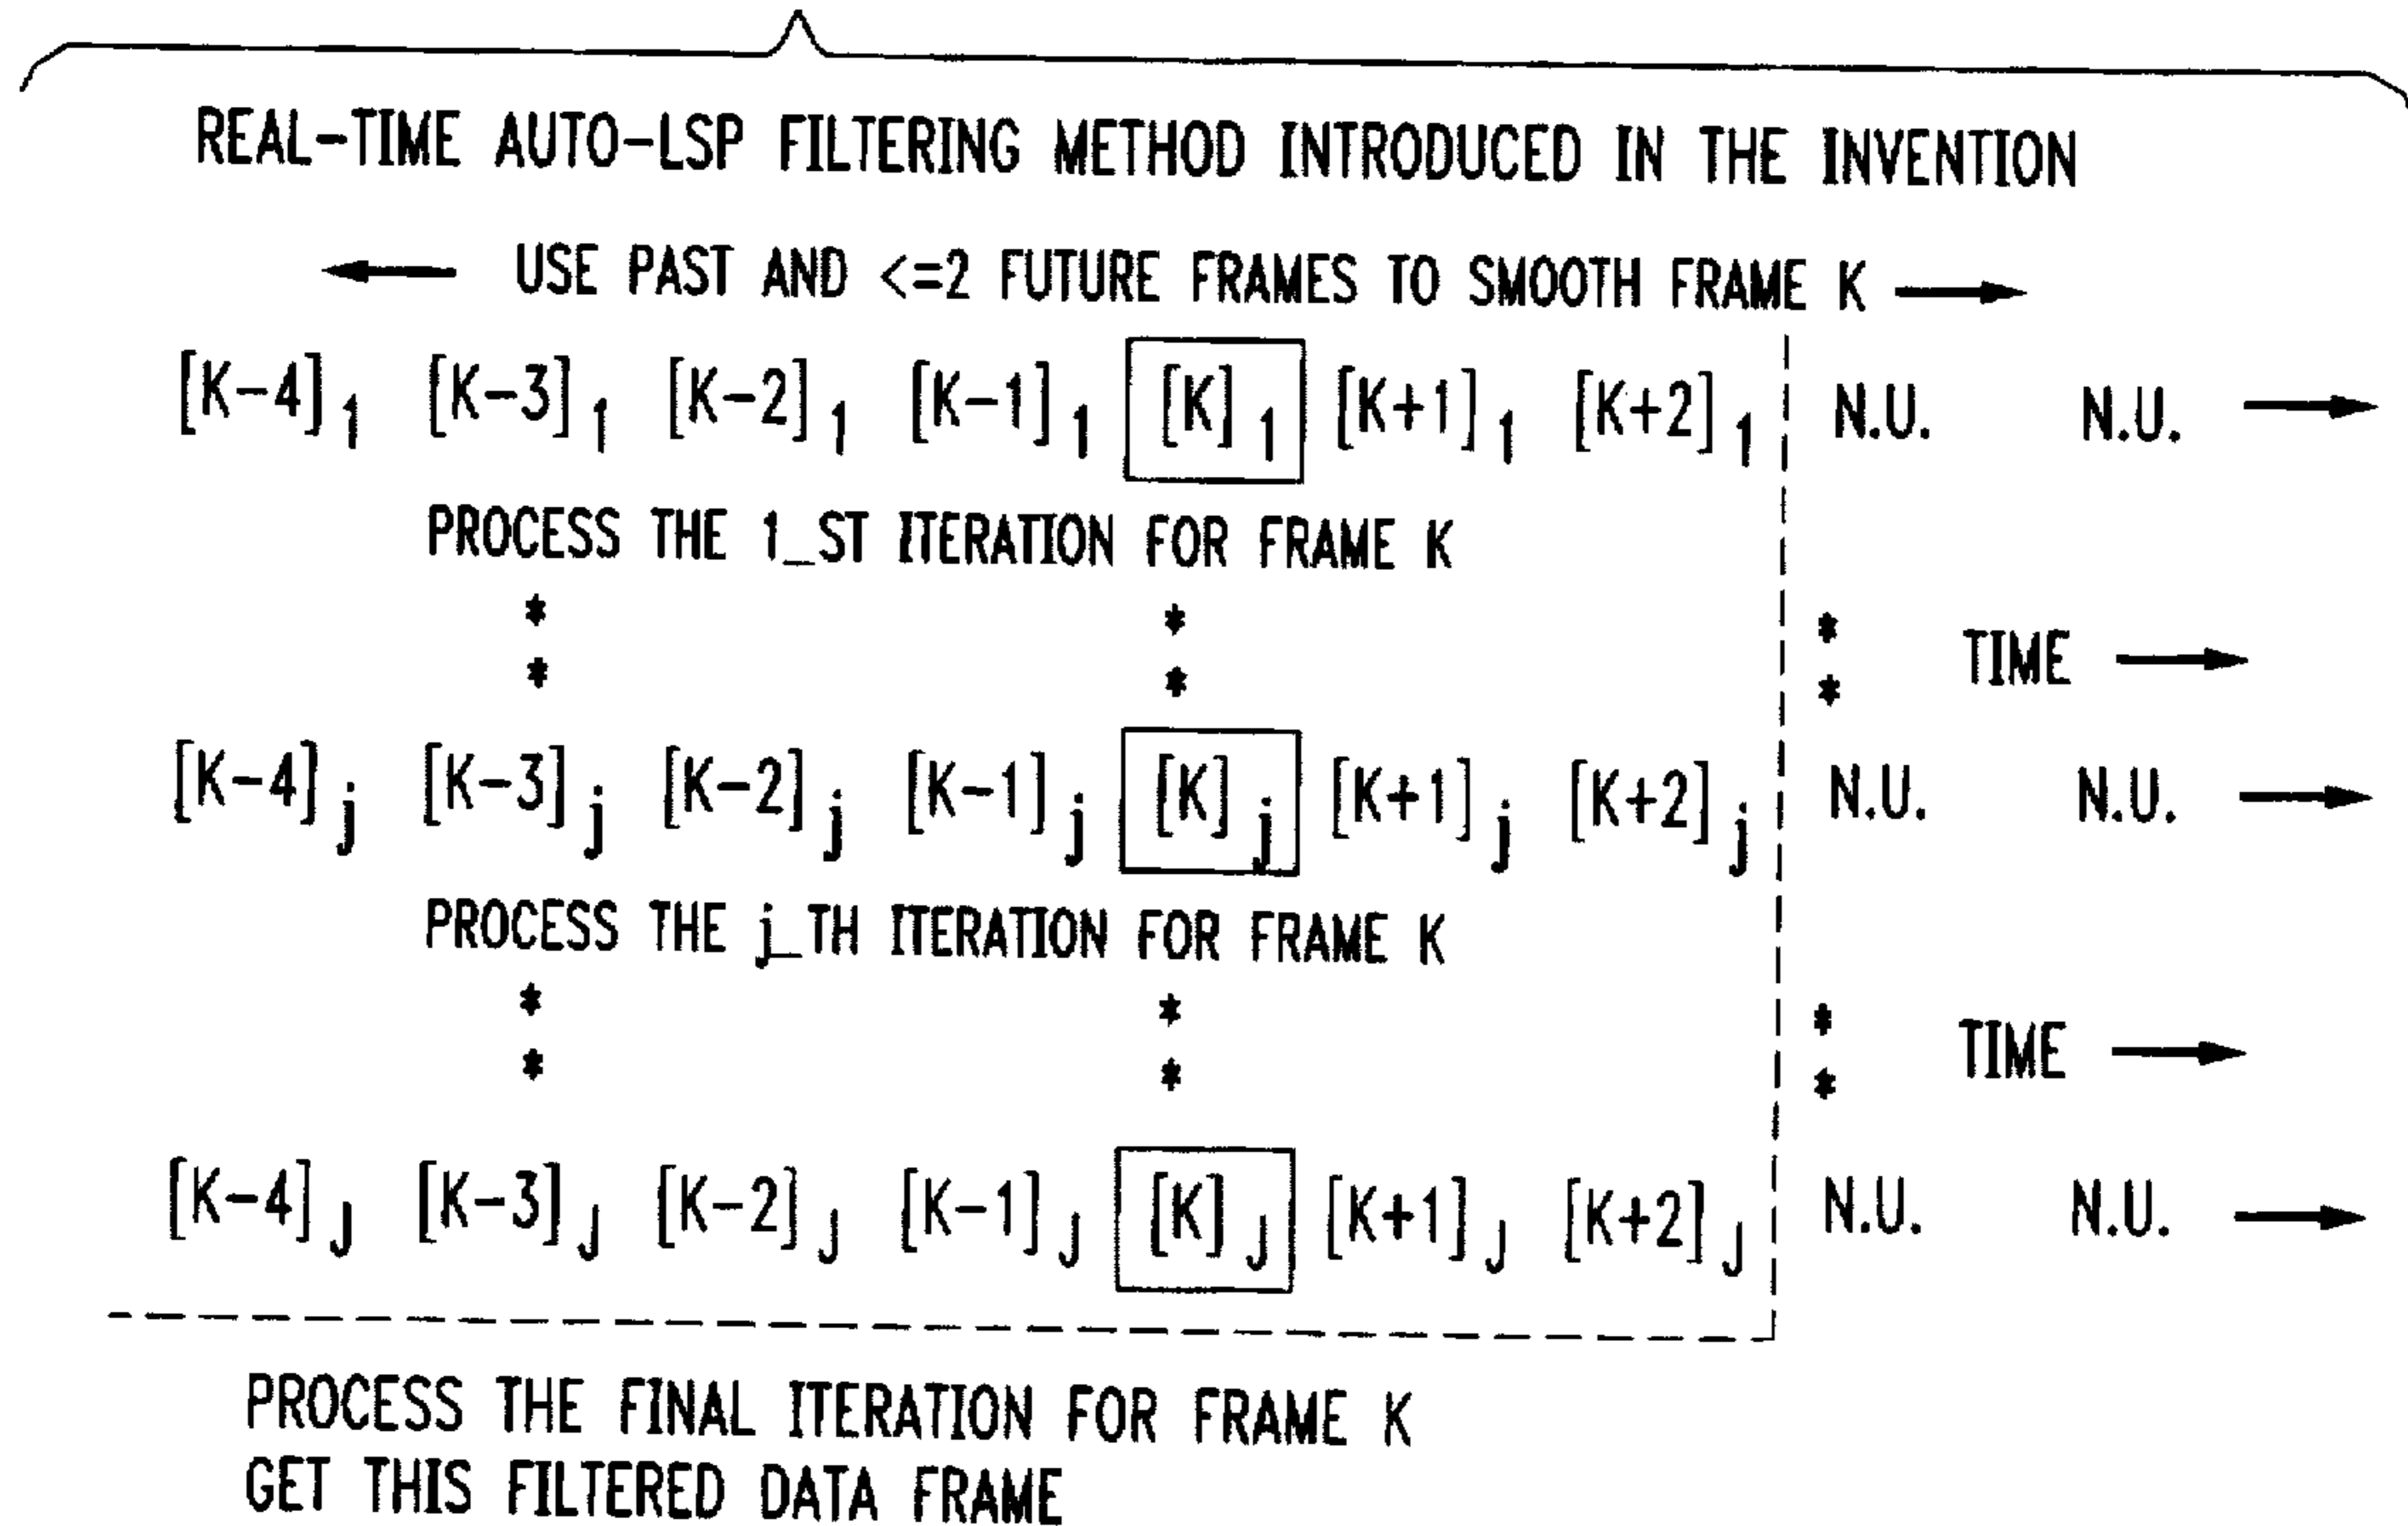 REAL-TIME AUTO-LSP FILTERING METHOD INTRODUCED IN THE INVENTION
← USE PAST AND <=2 FUTURE FRAMES TO SMOOTH FRAME K →
[K-4]₁ [K-3]₁ [K-2]₁ [K-1]₁ [K]₁ [K+1]₁ [K+2]₁ N.U. N.U. →
PROCESS THE 1_ST ITERATION FOR FRAME K
* * *
* * * TIME →
[K-4]j [K-3]j [K-2]j [K-1]j [K]j [K+1]j [K+2]j N.U. N.U. →
PROCESS THE j_TH ITERATION FOR FRAME K
* * *
* * * TIME →
[K-4]J [K-3]J [K-2]J [K-1]J [K]J [K+1]J [K+2]J N.U. N.U. →
PROCESS THE FINAL ITERATION FOR FRAME K
GET THIS FILTERED DATA FRAME